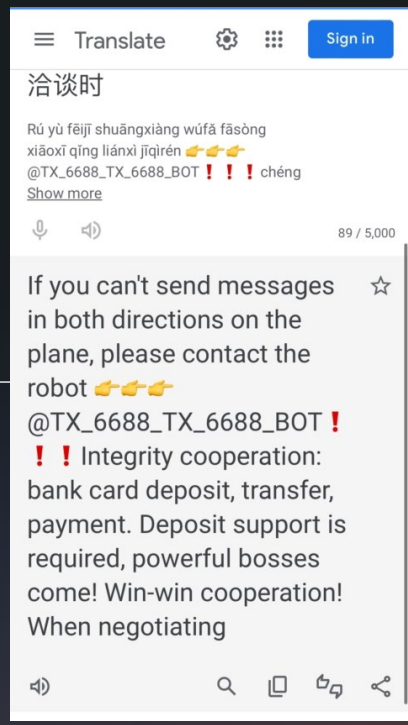 Translate
Sign in
洽谈时
Rú yù fēijī shuāngxiàng wúfǎ fāsòng
xiāoxī qǐng liánxì jīqìrén 👉👉👉
@TX_6688_TX_6688_BOT❗❗❗chéng
Show more
89 / 5,000
If you can't send messages
in both directions on the
plane, please contact the
robot 👉👉👉
@TX_6688_TX_6688_BOT❗
❗❗Integrity cooperation:
bank card deposit, transfer,
payment. Deposit support is
required, powerful bosses
come! Win-win cooperation!
When negotiating